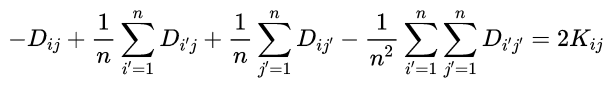 $-D_{ij} + \frac{1}{n} \sum_{i'=1}^{n} D_{i'j} + \frac{1}{n} \sum_{j'=1}^{n} D_{ij'} - \frac{1}{n^2} \sum_{i'=1}^{n} \sum_{j'=1}^{n} D_{i'j'} = 2K_{ij}$